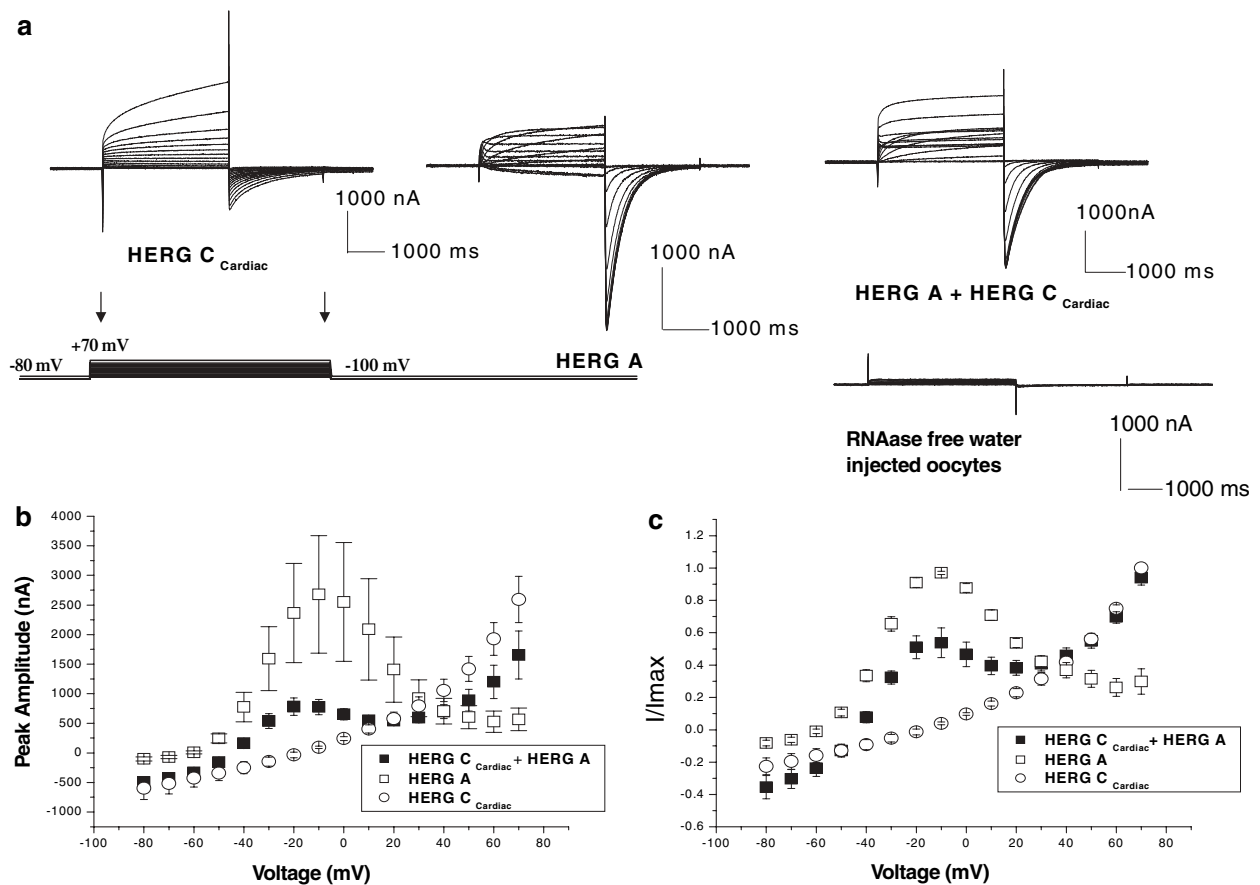 a
1000 nA
1000 ms
HERG C Cardiac
1000 nA
1000 ms
HERG A
1000nA
1000 ms
HERG A + HERG C Cardiac
-80 mV
+70 mV
-100 mV
RNAase free water
injected oocytes
1000 nA
1000 ms
b
Peak Amplitude (nA)
4000
3500
3000
2500
2000
1500
1000
500
0
-500
-1000
-100 -80 -60 -40 -20 0 20 40 60 80
Voltage (mV)
HERG C Cardiac + HERG A
HERG A
HERG C Cardiac
c
I/Imax
1.2
1.0
0.8
0.6
0.4
0.2
0.0
-0.2
-0.4
-0.6
-100 -80 -60 -40 -20 0 20 40 60 80
Voltage (mV)
HERG C Cardiac + HERG A
HERG A
HERG C Cardiac